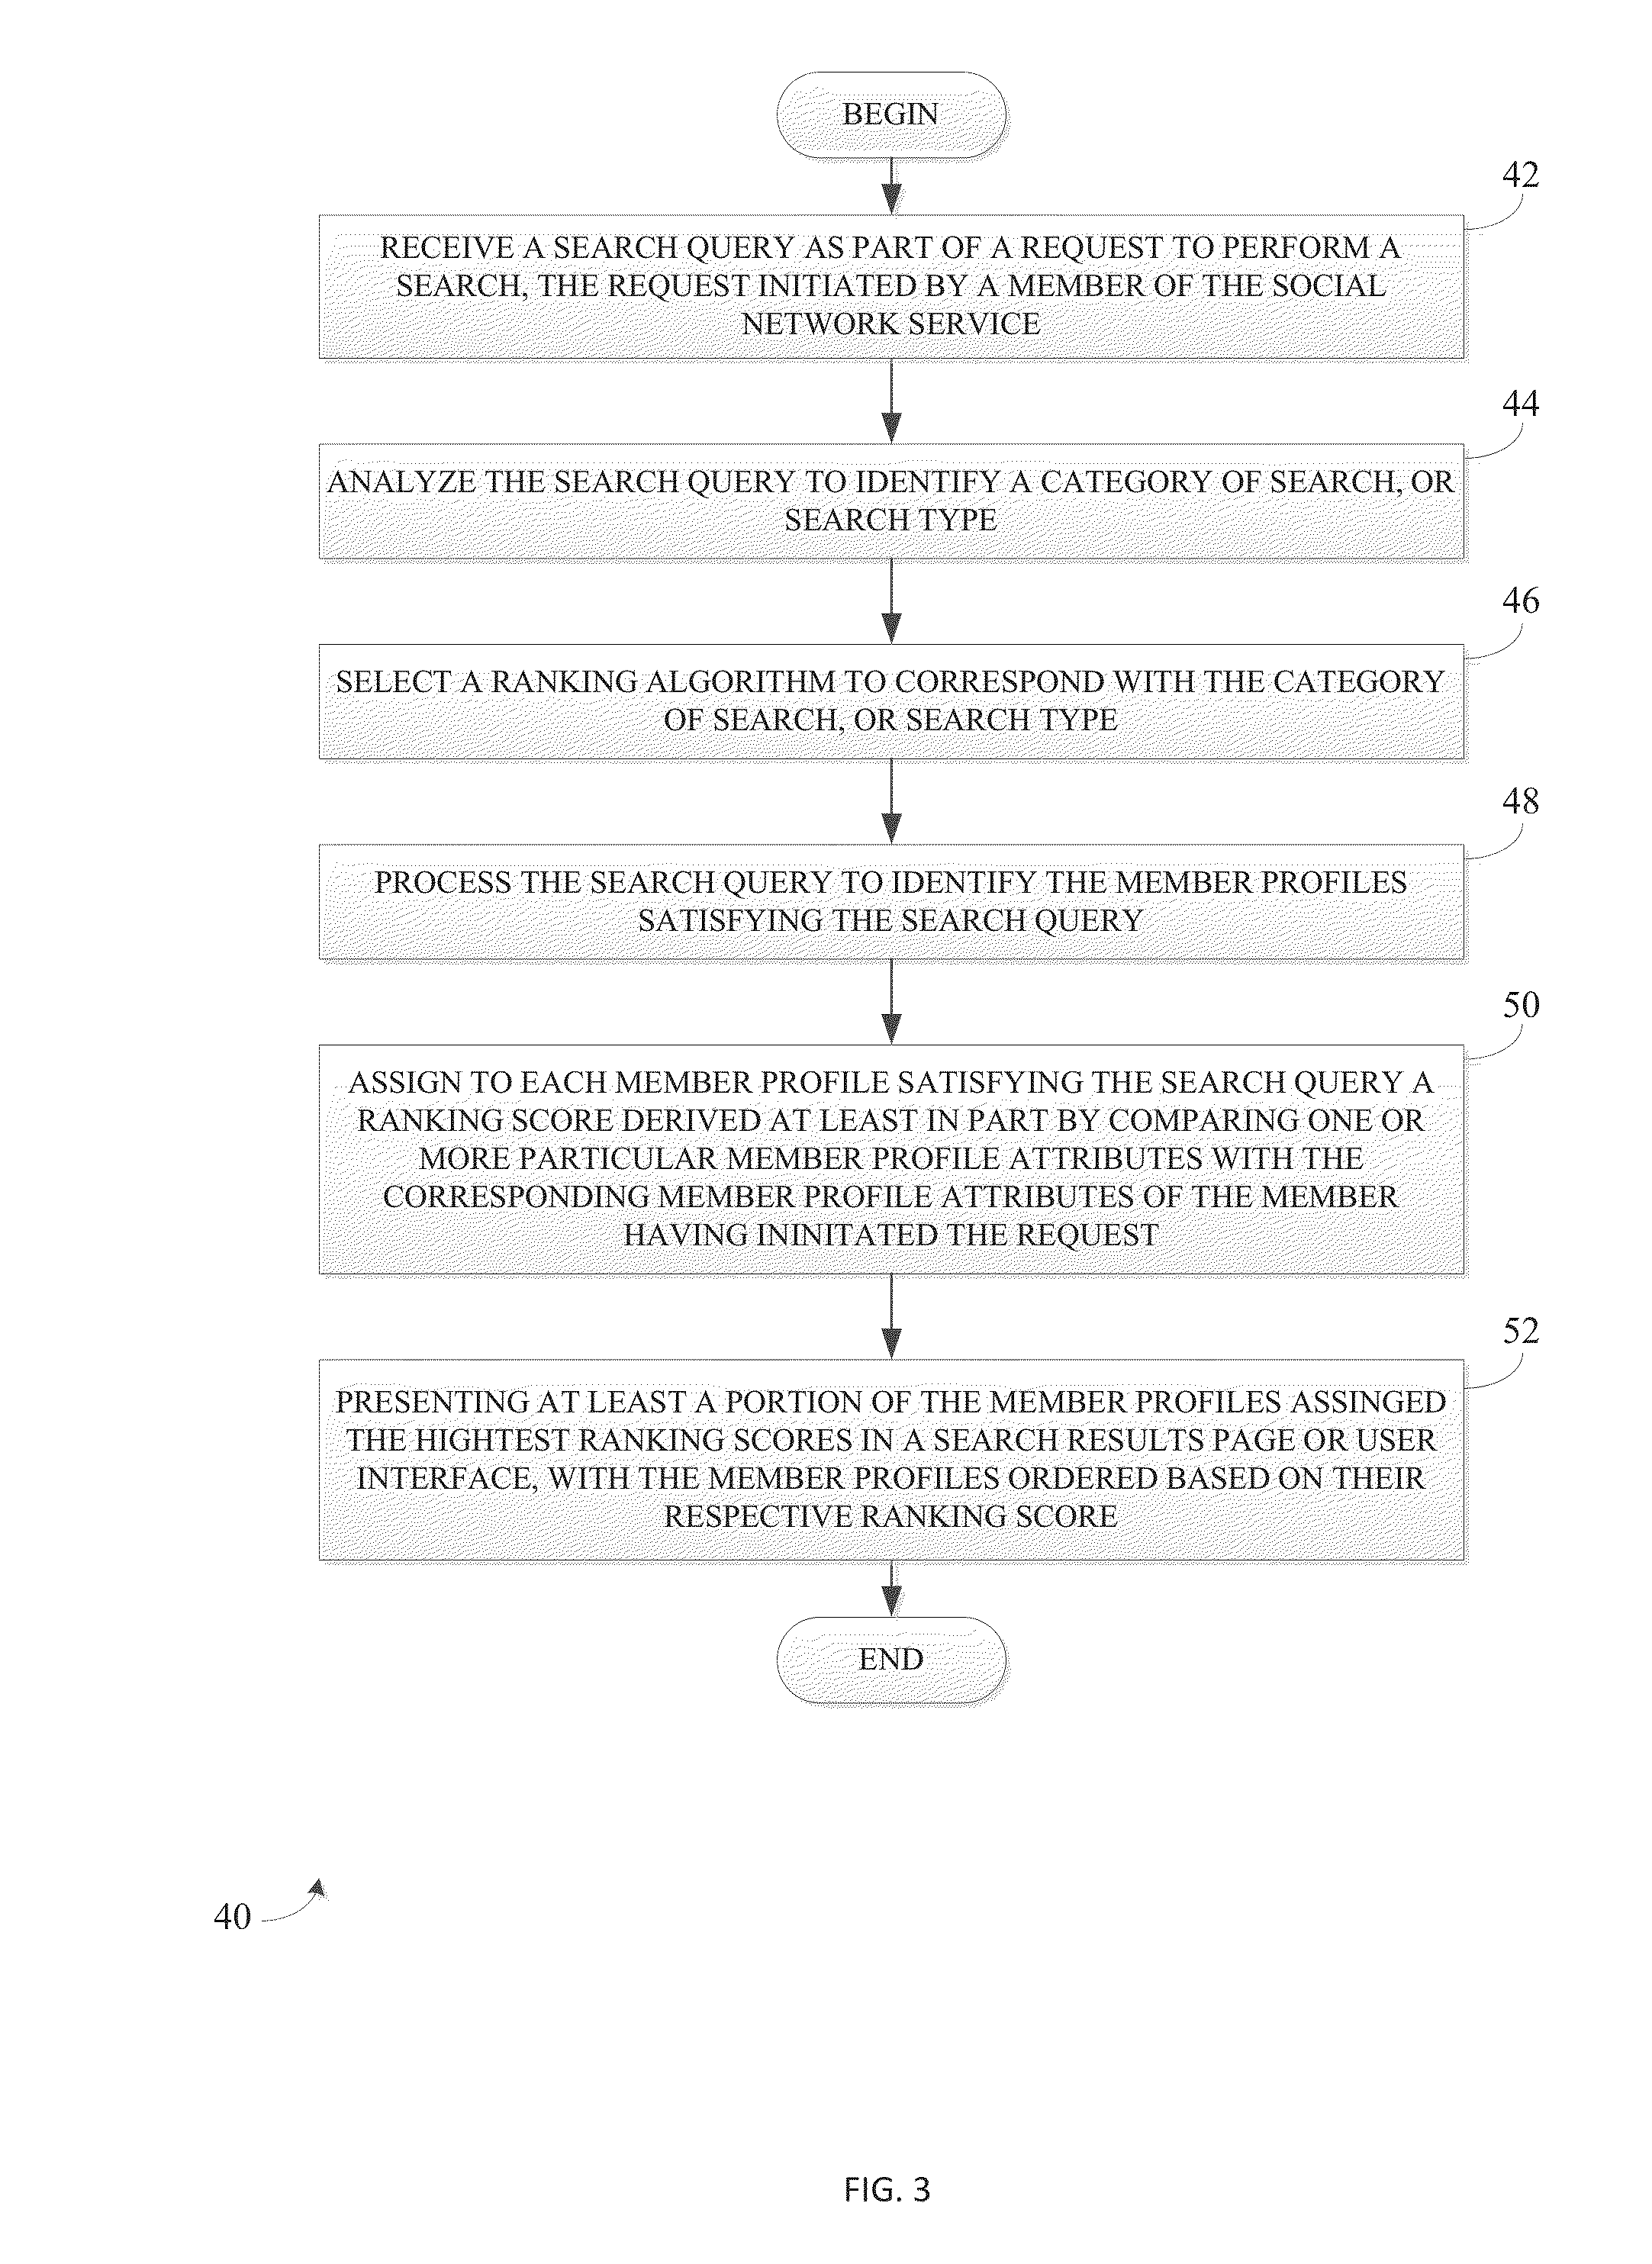 BEGIN
42
RECEIVE A SEARCH QUERY AS PART OF A REQUEST TO PERFORM A
SEARCH, THE REQUEST INITIATED BY A MEMBER OF THE SOCIAL
NETWORK SERVICE
44
ANALYZE THE SEARCH QUERY TO IDENTIFY A CATEGORY OF SEARCH, OR
SEARCH TYPE
46
SELECT A RANKING ALGORITHM TO CORRESPOND WITH THE CATEGORY
OF SEARCH, OR SEARCH TYPE
48
PROCESS THE SEARCH QUERY TO IDENTIFY THE MEMBER PROFILES
SATISFYING THE SEARCH QUERY
50
ASSIGN TO EACH MEMBER PROFILE SATISFYING THE SEARCH QUERY A
RANKING SCORE DERIVED AT LEAST IN PART BY COMPARING ONE OR
MORE PARTICULAR MEMBER PROFILE ATTRIBUTES WITH THE
CORRESPONDING MEMBER PROFILE ATTRIBUTES OF THE MEMBER
HAVING ININITATED THE REQUEST
52
PRESENTING AT LEAST A PORTION OF THE MEMBER PROFILES ASSINGED
THE HIGHTEST RANKING SCORES IN A SEARCH RESULTS PAGE OR USER
INTERFACE, WITH THE MEMBER PROFILES ORDERED BASED ON THEIR
RESPECTIVE RANKING SCORE
END
40
FIG. 3